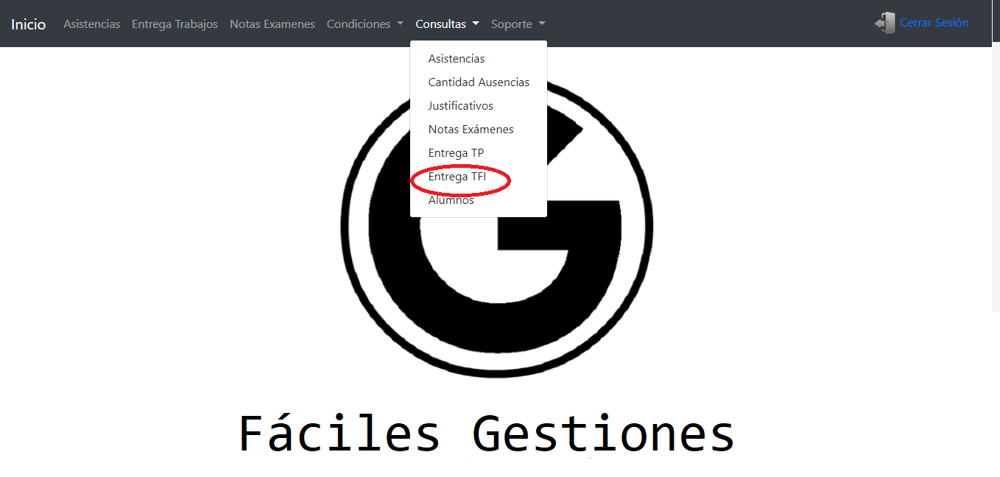 Inicio Asistencias Entrega Trabajos Notas Examenes Condiciones Consultas Soporte Cerrar Sesión
Asistencias
Cantidad Ausencias
Justificativos
Notas Exámenes
Entrega TP
Entrega TFI
Alumnos
G
Fáciles Gestiones